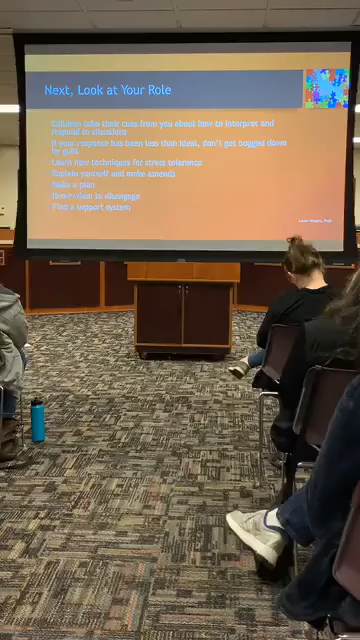 Next, Look at Your Role
Children take their cues from you about how to interpret and
respond to situations
If your response has been less than ideal, don't get bogged down
by guilt
Learn new techniques for stress tolerance
Explain yourself and make amends
Make a plan
Know when to disengage
Find a support system